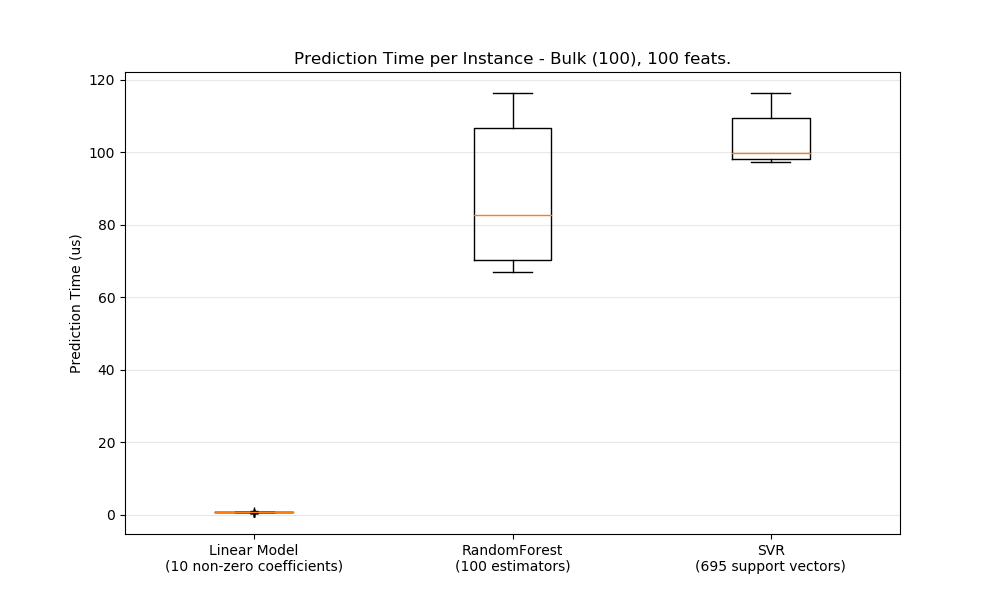 Prediction Time per Instance - Bulk (100), 100 feats.
Prediction Time (us)
120
100
80
60
40
20
0
Linear Model
(10 non-zero coefficients)
RandomForest
(100 estimators)
SVR
(695 support vectors)